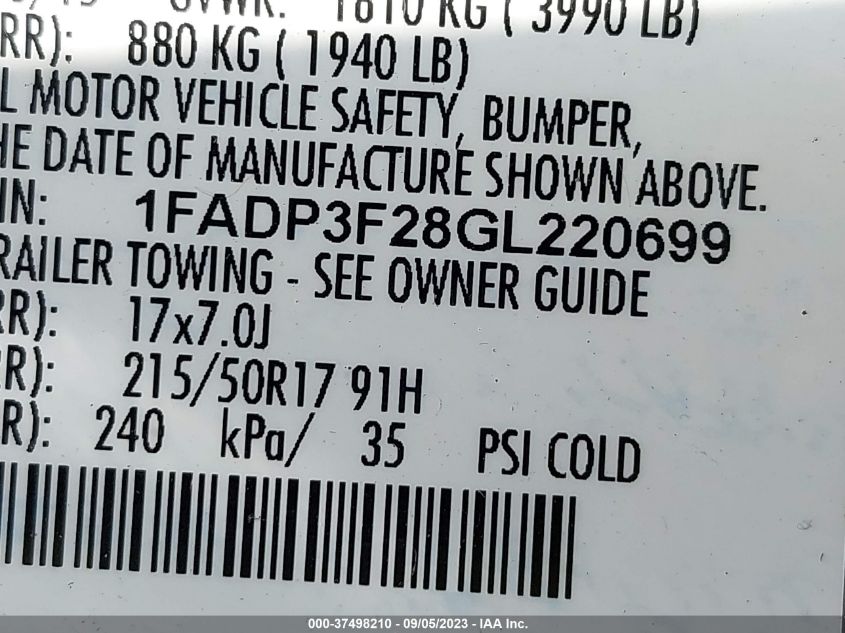 GVWR: 1810 KG ( 3990 LB)
RR): 880 KG ( 1940 LB)
L MOTOR VEHICLE SAFETY, BUMPER,
HE DATE OF MANUFACTURE SHOWN ABOVE.
IN: 1FADP3F28GL220699
RAILER TOWING - SEE OWNER GUIDE
RR): 17x7.0J
R): 215/50R17 91H
R): 240 kPa/ 35 PSI COLD
000-37498210 - 09/05/2023 - IAA Inc.